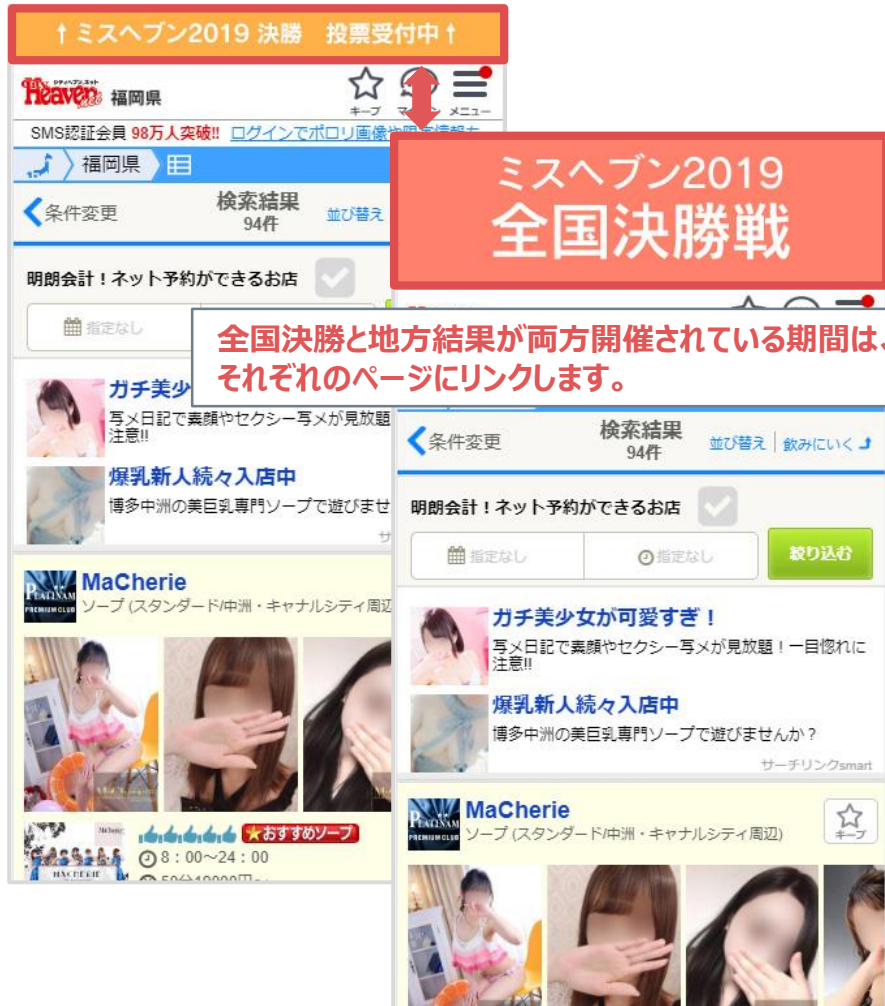 ↑ミスヘブン2019 決勝　投票受付中↑
シティヘブンネット
Heaven net 福岡県
キープ
メニュー
SMS認証会員 98万人突破!! ログインでポロリ画像
福岡県
条件変更
検索結果
94件
並び替え
明朗会計！ネット予約ができるお店
指定なし
ガチ美少
写メ日記で素顔やセクシー写メが見放題
注意!!
爆乳新人続々入店中
博多中洲の美巨乳専門ソープで遊びませ
サ
PLATINAM
PREMIUM CLUB
MaCherie
ソープ (スタンダード/中洲・キャナルシティ周辺
MaCherie
おすすめソープ
8：00～24：00
MACHERIE
ミスヘブン2019
全国決勝戦
全国決勝と地方結果が両方開催されている期間は、
それぞれのページにリンクします。
条件変更
検索結果
94件
並び替え
飲みにいく
明朗会計！ネット予約ができるお店
指定なし
指定なし
絞り込む
ガチ美少女が可愛すぎ！
写メ日記で素顔やセクシー写メが見放題！一目惚れに
注意!!
爆乳新人続々入店中
博多中洲の美巨乳専門ソープで遊びませんか？
サーチリンクsmart
PLATINAM
PREMIUM CLUB
MaCherie
ソープ (スタンダード/中洲・キャナルシティ周辺)
キープ